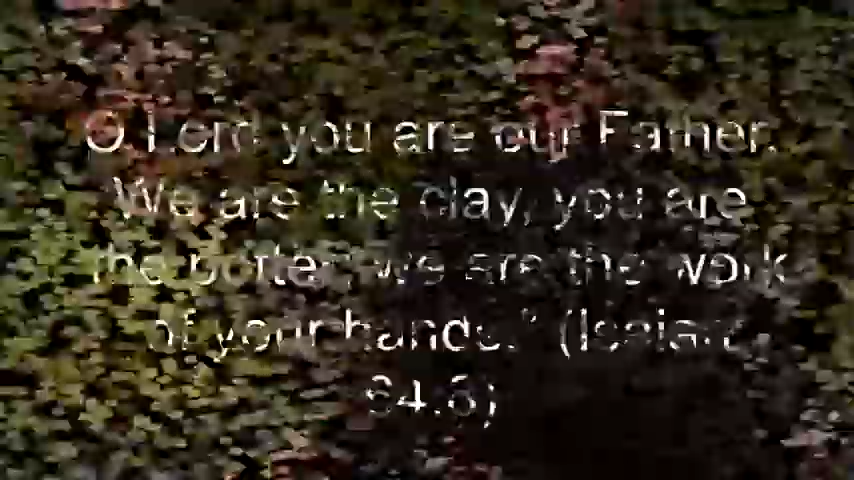 O Lord you are our Father.
We are the clay, you are
the potter, we are the work
of your hands." (Isaiah
64:8)